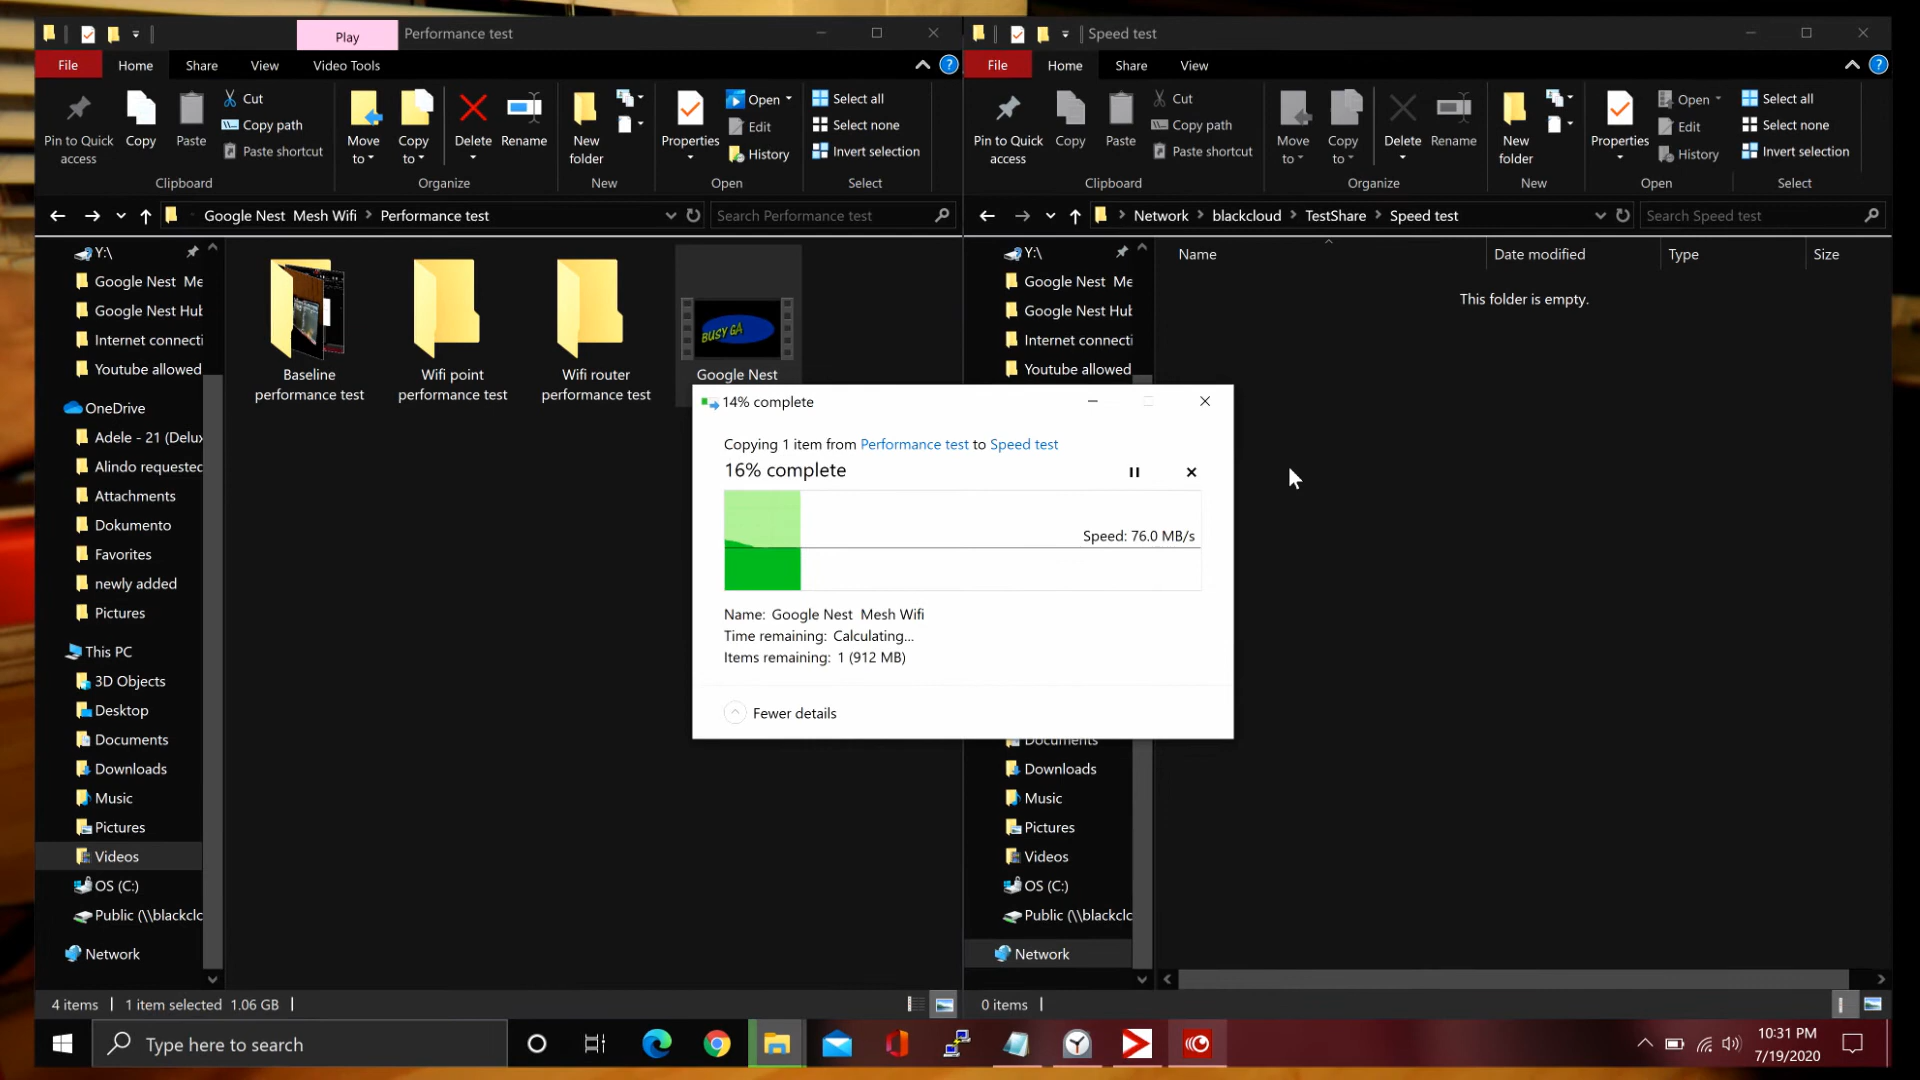 Play
Performance test
File
Home
Share
View
Video Tools
Pin to Quick
access
Copy
Paste
Cut
Copy path
Paste shortcut
Clipboard
Move
to
Copy
to
Delete
Rename
Organize
New
folder
New
Properties
Open
Edit
History
Open
Select all
Select none
Invert selection
Select
Google Nest  Mesh Wifi
Performance test
Search Performance test
Y:\
Google Nest  Me
Google Nest Hub
Internet connecti
Youtube allowed
OneDrive
Adele - 21 (Delux
Alindo requested
Attachments
Dokumento
Favorites
newly added
Pictures
This PC
3D Objects
Desktop
Documents
Downloads
Music
Pictures
Videos
OS (C:)
Public (\\blackclo
Network
Baseline
performance test
Wifi point
performance test
Wifi router
performance test
BUSY GA
Google Nest
4 items
1 item selected  1.06 GB
Speed test
File
Home
Share
View
Pin to Quick
access
Copy
Paste
Cut
Copy path
Paste shortcut
Clipboard
Move
to
Copy
to
Delete
Rename
Organize
New
folder
New
Properties
Open
Edit
History
Open
Select all
Select none
Invert selection
Select
Network
blackcloud
TestShare
Speed test
Search Speed test
Y:\
Google Nest  Me
Google Nest Hub
Internet connecti
Youtube allowed
Documents
Downloads
Music
Pictures
Videos
OS (C:)
Public (\\blackclo
Network
Name
Date modified
Type
Size
This folder is empty.
0 items
14% complete
Copying 1 item from Performance test to Speed test
16% complete
Speed: 76.0 MB/s
Name: Google Nest  Mesh Wifi
Time remaining: Calculating...
Items remaining: 1 (912 MB)
Fewer details
Type here to search
10:31 PM
7/19/2020